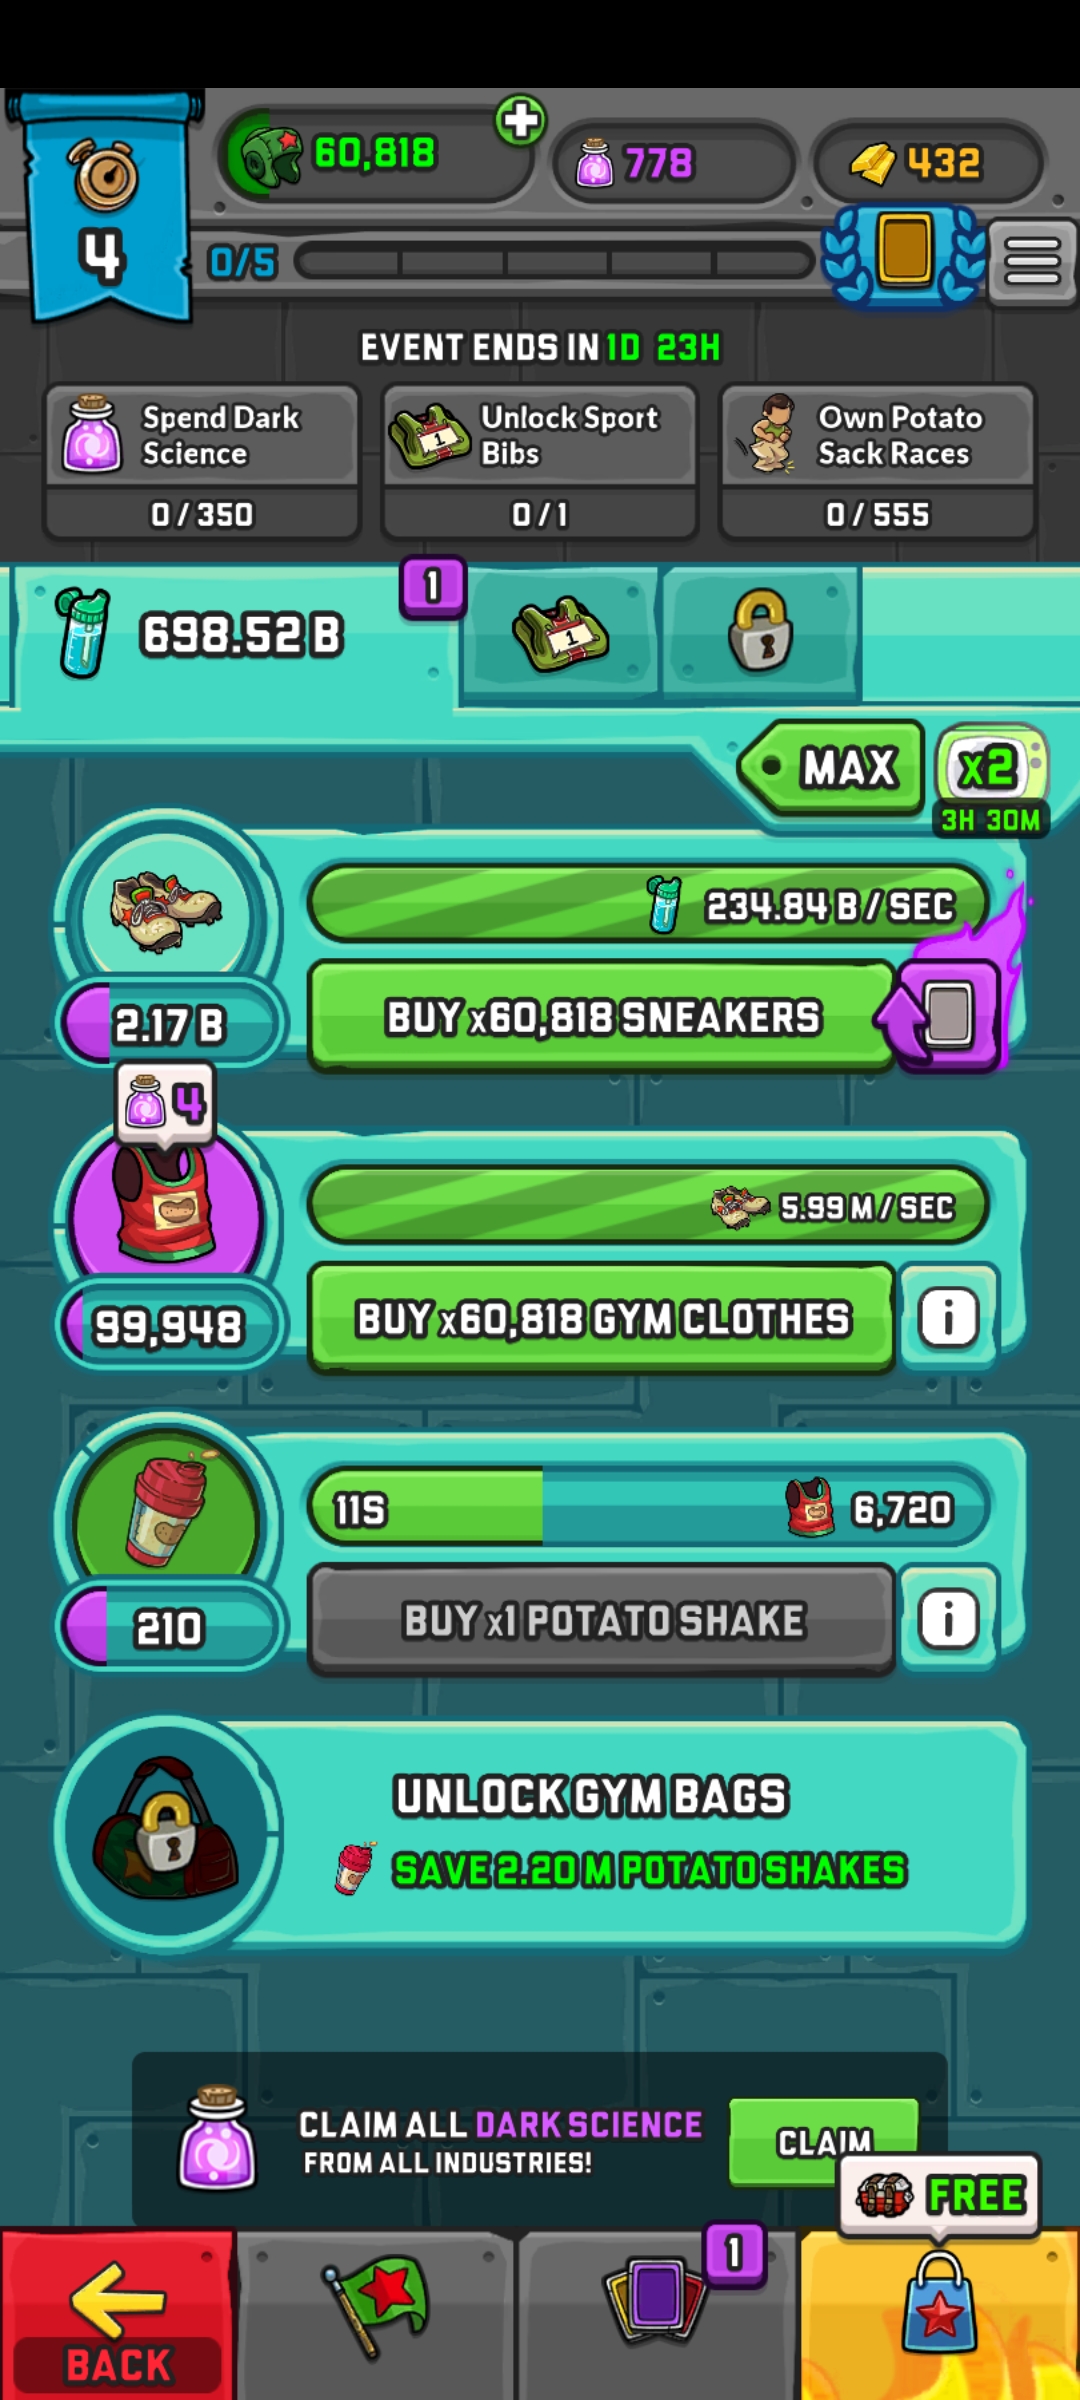 60,818
778
432
4
0/5
EVENT ENDS IN 1D 23H
Spend Dark
Science
0 / 350
Unlock Sport
Bibs
0 / 1
Own Potato
Sack Races
0 / 555
698.52 B
1
1
MAX
x2
3H 30M
234.84 B / SEC
2.17 B
BUY x60,818 SNEAKERS
4
5.99 M / SEC
99,948
BUY x60,818 GYM CLOTHES
i
11S
6,720
210
BUY x1 POTATO SHAKE
i
UNLOCK GYM BAGS
SAVE 2.20 M POTATO SHAKES
CLAIM ALL DARK SCIENCE
FROM ALL INDUSTRIES!
CLAIM
FREE
1
BACK